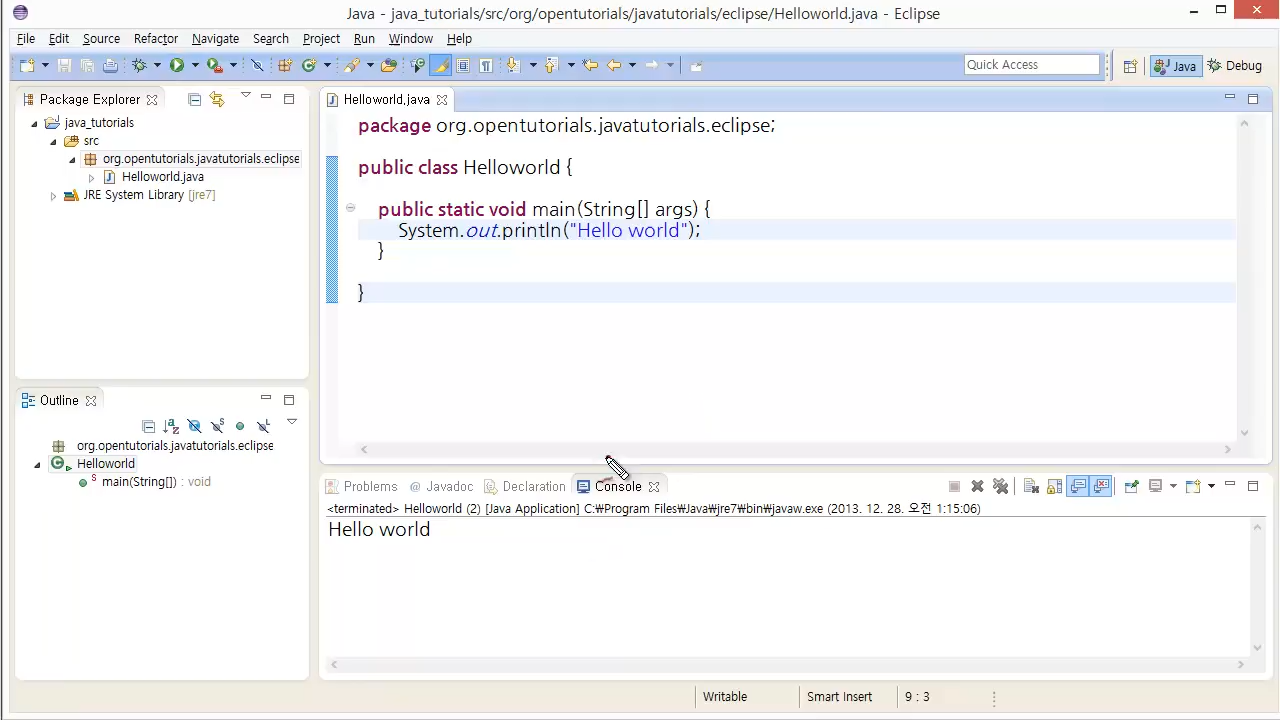 Java - java_tutorials/src/org/opentutorials/javatutorials/eclipse/Helloworld.java - Eclipse
File Edit Source Refactor Navigate Search Project Run Window Help
Quick Access
Java
Debug
Package Explorer
java_tutorials
src
org.opentutorials.javatutorials.eclipse
Helloworld.java
JRE System Library [jre7]
Outline
org.opentutorials.javatutorials.eclipse
Helloworld
main(String[]) : void
Helloworld.java
package org.opentutorials.javatutorials.eclipse;
public class Helloworld {
public static void main(String[] args) {
System.out.println("Hello world");
}
}
Problems @ Javadoc Declaration Console
<terminated> Helloworld (2) [Java Application] C:₩Program Files₩Java₩jre7₩bin₩javaw.exe (2013. 12. 28. 오전 1:15:06)
Hello world
Writable Smart Insert 9 : 3